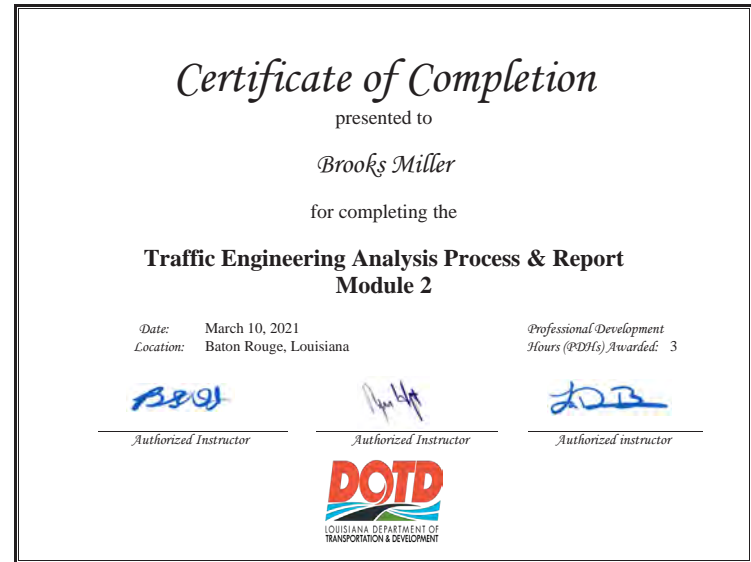 Certificate of Completion
presented to
Brooks Miller
for completing the
Traffic Engineering Analysis Process & Report
Module 2
Date: March 10, 2021
Location: Baton Rouge, Louisiana
Professional Development
Hours (PDHs) Awarded: 3
Authorized Instructor
Authorized Instructor
Authorized instructor
DOTD
LOUISIANA DEPARTMENT OF
TRANSPORTATION & DEVELOPMENT